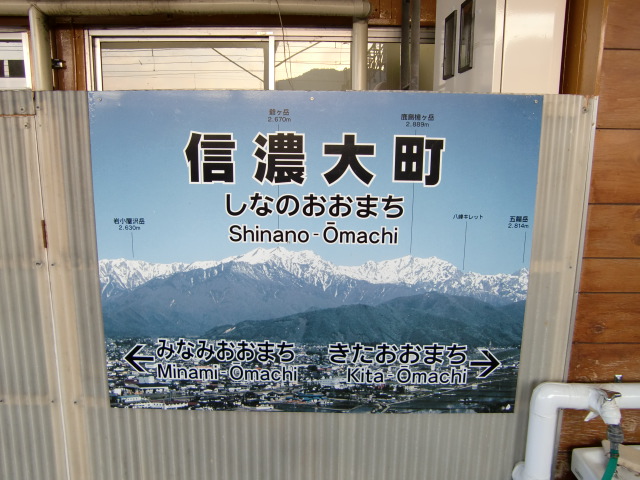 爺ヶ岳
2.670m
鹿島槍ヶ岳
2.889m
信濃大町
しなのおおまち
Shinano-Ōmachi
岩小屋沢岳
2.630m
八峰キレット
五龍岳
2.814m
← みなみおおまち
Minami-Ōmachi
きたおおまち →
Kita-Ōmachi